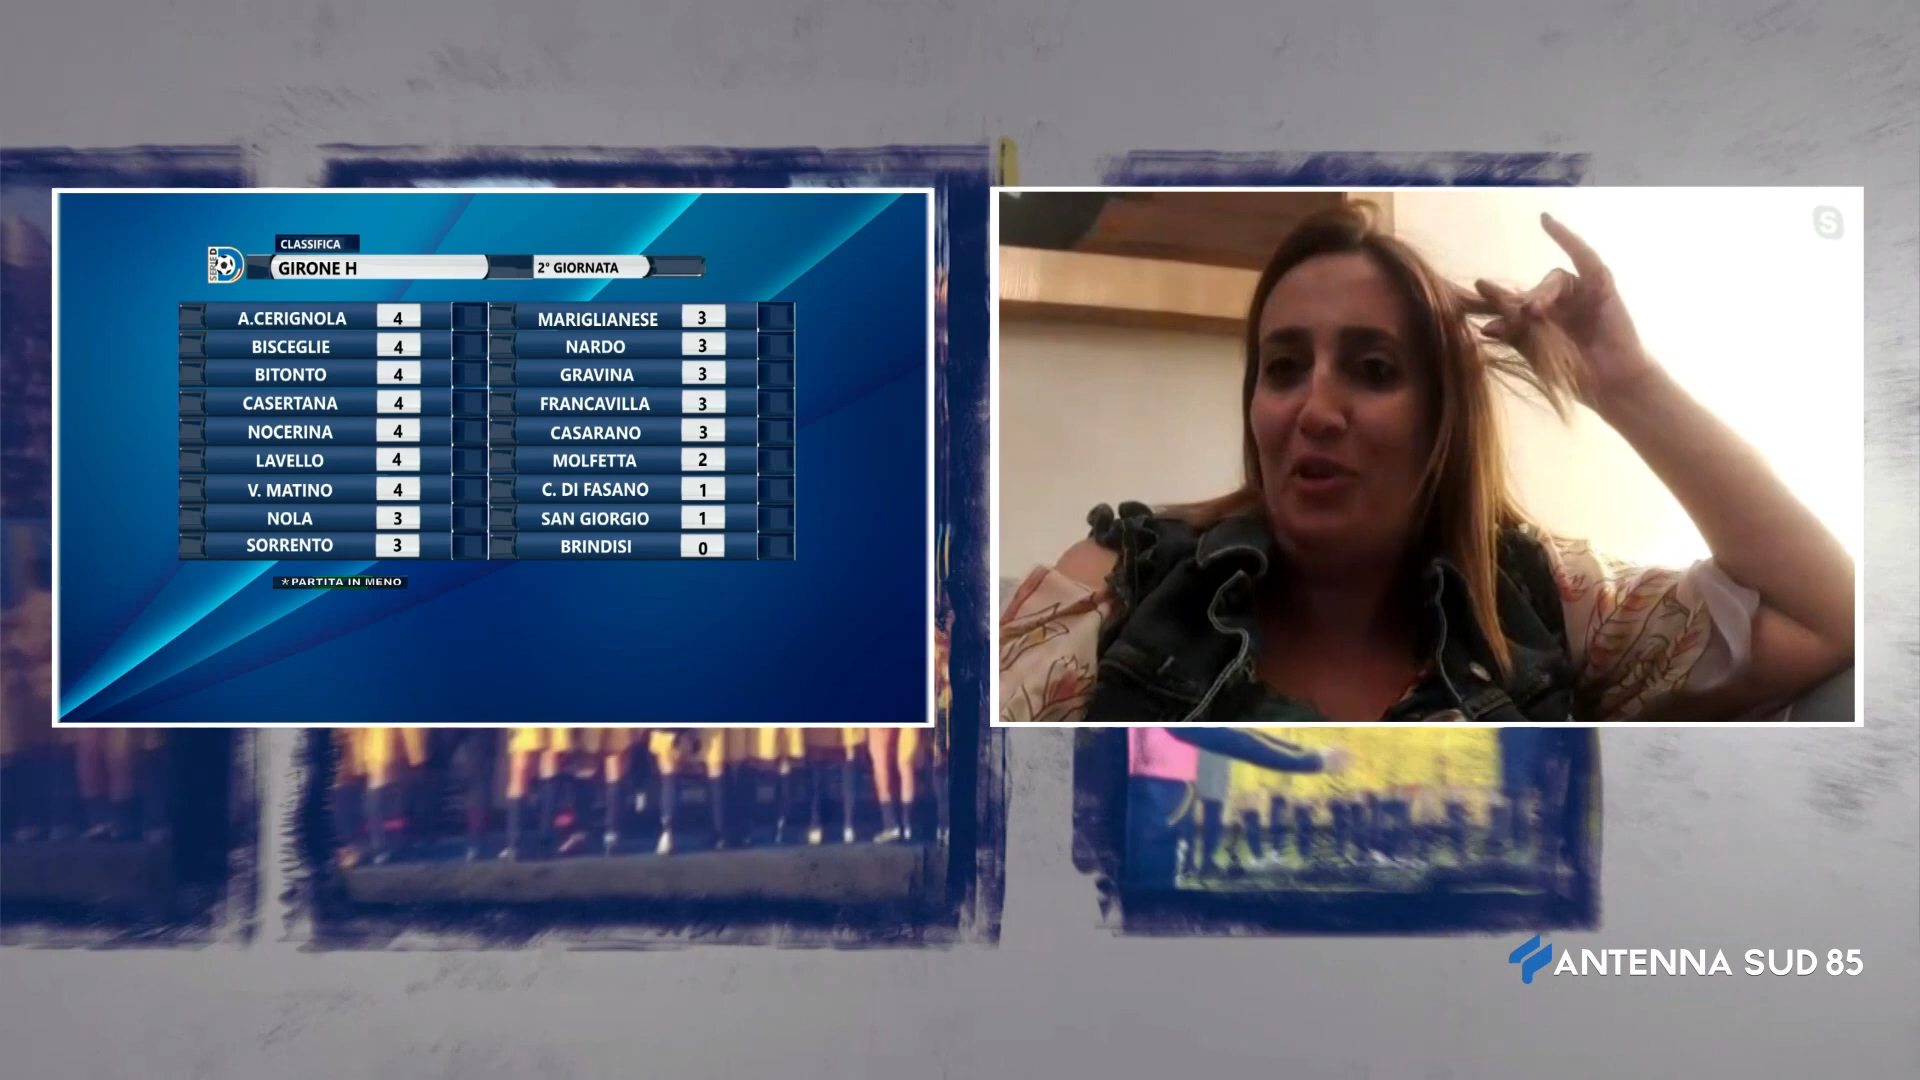 CLASSIFICA
SERIE D
GIRONE H
2° GIORNATA
A.CERIGNOLA 4
BISCEGLIE 4
BITONTO 4
CASERTANA 4
NOCERINA 4
LAVELLO 4
V. MATINO 4
NOLA 3
SORRENTO 3
MARIGLIANESE 3
NARDO 3
GRAVINA 3
FRANCAVILLA 3
CASARANO 3
MOLFETTA 2
C. DI FASANO 1
SAN GIORGIO 1
BRINDISI 0
*PARTITA IN MENO
S
ANTENNA SUD 85